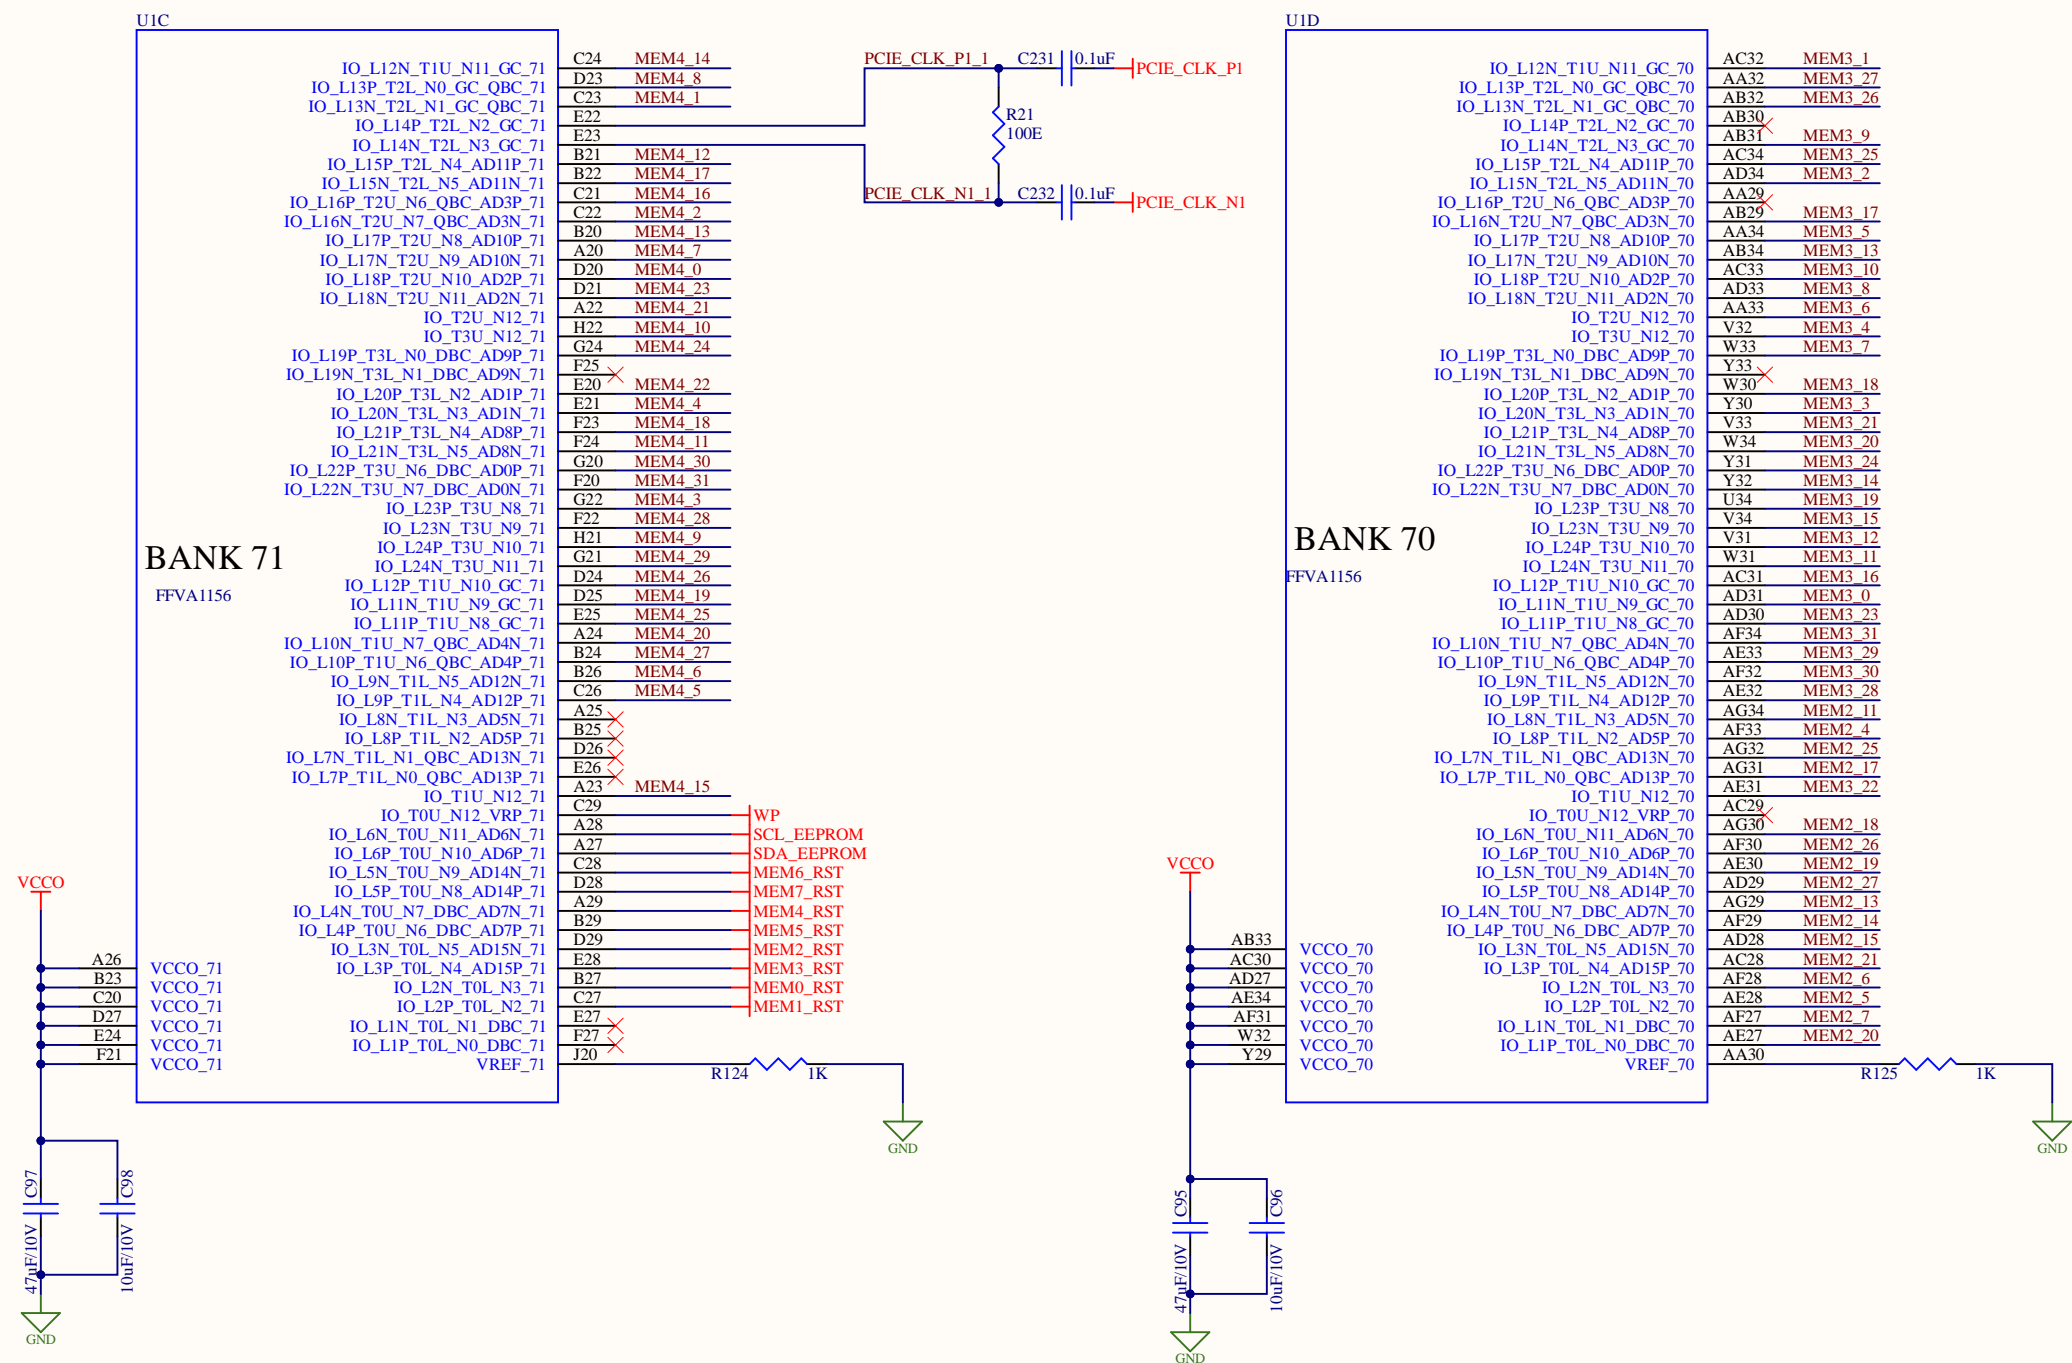 U1C
IO_L12N_T1U_N11_GC_71 C24 MEM4_14
IO_L13P_T2L_N0_GC_QBC_71 D23 MEM4_8
IO_L13N_T2L_N1_GC_QBC_71 C23 MEM4_1
IO_L14P_T2L_N2_GC_71 E22
IO_L14N_T2L_N3_GC_71 E23
IO_L15P_T2L_N4_AD11P_71 B21 MEM4_12
IO_L15N_T2L_N5_AD11N_71 B22 MEM4_17
IO_L16P_T2U_N6_QBC_AD3P_71 C21 MEM4_16
IO_L16N_T2U_N7_QBC_AD3N_71 C22 MEM4_2
IO_L17P_T2U_N8_AD10P_71 B20 MEM4_13
IO_L17N_T2U_N9_AD10N_71 A20 MEM4_7
IO_L18P_T2U_N10_AD2P_71 D20 MEM4_0
IO_L18N_T2U_N11_AD2N_71 D21 MEM4_23
IO_T2U_N12_71 A22 MEM4_21
IO_T3U_N12_71 H22 MEM4_10
IO_L19P_T3L_N0_DBC_AD9P_71 G24 MEM4_24
IO_L19N_T3L_N1_DBC_AD9N_71 F25
IO_L20P_T3L_N2_AD1P_71 E20 MEM4_22
IO_L20N_T3L_N3_AD1N_71 E21 MEM4_4
IO_L21P_T3L_N4_AD8P_71 F23 MEM4_18
IO_L21N_T3L_N5_AD8N_71 F24 MEM4_11
IO_L22P_T3U_N6_DBC_AD0P_71 G20 MEM4_30
IO_L22N_T3U_N7_DBC_AD0N_71 F20 MEM4_31
IO_L23P_T3U_N8_71 G22 MEM4_3
IO_L23N_T3U_N9_71 F22 MEM4_28
IO_L24P_T3U_N10_71 H21 MEM4_9
IO_L24N_T3U_N11_71 G21 MEM4_29
IO_L12P_T1U_N10_GC_71 D24 MEM4_26
IO_L11N_T1U_N9_GC_71 D25 MEM4_19
IO_L11P_T1U_N8_GC_71 E25 MEM4_25
IO_L10N_T1U_N7_QBC_AD4N_71 A24 MEM4_20
IO_L10P_T1U_N6_QBC_AD4P_71 B24 MEM4_27
IO_L9N_T1L_N5_AD12N_71 B26 MEM4_6
IO_L9P_T1L_N4_AD12P_71 C26 MEM4_5
IO_L8N_T1L_N3_AD5N_71 A25
IO_L8P_T1L_N2_AD5P_71 B25
IO_L7N_T1L_N1_QBC_AD13N_71 D26
IO_L7P_T1L_N0_QBC_AD13P_71 E26
IO_T1U_N12_71 A23 MEM4_15
IO_T0U_N12_VRP_71 C29 WP
IO_L6N_T0U_N11_AD6N_71 A28 SCL_EEPROM
IO_L6P_T0U_N10_AD6P_71 A27 SDA_EEPROM
IO_L5N_T0U_N9_AD14N_71 C28 MEM6_RST
IO_L5P_T0U_N8_AD14P_71 D28 MEM7_RST
IO_L4N_T0U_N7_DBC_AD7N_71 A29 MEM4_RST
IO_L4P_T0U_N6_DBC_AD7P_71 B29 MEM5_RST
IO_L3N_T0L_N5_AD15N_71 D29 MEM2_RST
IO_L3P_T0L_N4_AD15P_71 E28 MEM3_RST
IO_L2N_T0L_N3_71 B27 MEM0_RST
IO_L2P_T0L_N2_71 C27 MEM1_RST
IO_L1N_T0L_N1_DBC_71 E27
IO_L1P_T0L_N0_DBC_71 F27
VREF_71 J20 R124 1K
GND
BANK 71
FFVA1156
VCCO
A26 VCCO_71
B23 VCCO_71
C20 VCCO_71
D27 VCCO_71
E24 VCCO_71
F21 VCCO_71
C97 47uF/10V
C98 10uF/10V
GND
PCIE_CLK_P1_1 C231 0.1uF PCIE_CLK_P1
R21
100E
PCIE_CLK_N1_1 C232 0.1uF PCIE_CLK_N1
U1D
IO_L12N_T1U_N11_GC_70 AC32 MEM3_1
IO_L13P_T2L_N0_GC_QBC_70 AA32 MEM3_27
IO_L13N_T2L_N1_GC_QBC_70 AB32 MEM3_26
IO_L14P_T2L_N2_GC_70 AB30
IO_L14N_T2L_N3_GC_70 AB31 MEM3_9
IO_L15P_T2L_N4_AD11P_70 AC34 MEM3_25
IO_L15N_T2L_N5_AD11N_70 AD34 MEM3_2
IO_L16P_T2U_N6_QBC_AD3P_70 AA29
IO_L16N_T2U_N7_QBC_AD3N_70 AB29 MEM3_17
IO_L17P_T2U_N8_AD10P_70 AA34 MEM3_5
IO_L17N_T2U_N9_AD10N_70 AB34 MEM3_13
IO_L18P_T2U_N10_AD2P_70 AC33 MEM3_10
IO_L18N_T2U_N11_AD2N_70 AD33 MEM3_8
IO_T2U_N12_70 AA33 MEM3_6
IO_T3U_N12_70 V32 MEM3_4
IO_L19P_T3L_N0_DBC_AD9P_70 W33 MEM3_7
IO_L19N_T3L_N1_DBC_AD9N_70 Y33
IO_L20P_T3L_N2_AD1P_70 W30 MEM3_18
IO_L20N_T3L_N3_AD1N_70 Y30 MEM3_3
IO_L21P_T3L_N4_AD8P_70 V33 MEM3_21
IO_L21N_T3L_N5_AD8N_70 W34 MEM3_20
IO_L22P_T3U_N6_DBC_AD0P_70 Y31 MEM3_24
IO_L22N_T3U_N7_DBC_AD0N_70 Y32 MEM3_14
IO_L23P_T3U_N8_70 U34 MEM3_19
IO_L23N_T3U_N9_70 V34 MEM3_15
IO_L24P_T3U_N10_70 V31 MEM3_12
IO_L24N_T3U_N11_70 W31 MEM3_11
IO_L12P_T1U_N10_GC_70 AC31 MEM3_16
IO_L11N_T1U_N9_GC_70 AD31 MEM3_0
IO_L11P_T1U_N8_GC_70 AD30 MEM3_23
IO_L10N_T1U_N7_QBC_AD4N_70 AF34 MEM3_31
IO_L10P_T1U_N6_QBC_AD4P_70 AE33 MEM3_29
IO_L9N_T1L_N5_AD12N_70 AF32 MEM3_30
IO_L9P_T1L_N4_AD12P_70 AE32 MEM3_28
IO_L8N_T1L_N3_AD5N_70 AG34 MEM2_11
IO_L8P_T1L_N2_AD5P_70 AF33 MEM2_4
IO_L7N_T1L_N1_QBC_AD13N_70 AG32 MEM2_25
IO_L7P_T1L_N0_QBC_AD13P_70 AG31 MEM2_17
IO_T1U_N12_70 AE31 MEM3_22
IO_T0U_N12_VRP_70 AC29
IO_L6N_T0U_N11_AD6N_70 AG30 MEM2_18
IO_L6P_T0U_N10_AD6P_70 AF30 MEM2_26
IO_L5N_T0U_N9_AD14N_70 AE30 MEM2_19
IO_L5P_T0U_N8_AD14P_70 AD29 MEM2_27
IO_L4N_T0U_N7_DBC_AD7N_70 AG29 MEM2_13
IO_L4P_T0U_N6_DBC_AD7P_70 AF29 MEM2_14
IO_L3N_T0L_N5_AD15N_70 AD28 MEM2_15
IO_L3P_T0L_N4_AD15P_70 AC28 MEM2_21
IO_L2N_T0L_N3_70 AF28 MEM2_6
IO_L2P_T0L_N2_70 AE28 MEM2_5
IO_L1N_T0L_N1_DBC_70 AF27 MEM2_7
IO_L1P_T0L_N0_DBC_70 AE27 MEM2_20
VREF_70 AA30 R125 1K
GND
BANK 70
FFVA1156
VCCO
AB33 VCCO_70
AC30 VCCO_70
AD27 VCCO_70
AE34 VCCO_70
AF31 VCCO_70
W32 VCCO_70
Y29 VCCO_70
C95 47uF/10V
C96 10uF/10V
GND